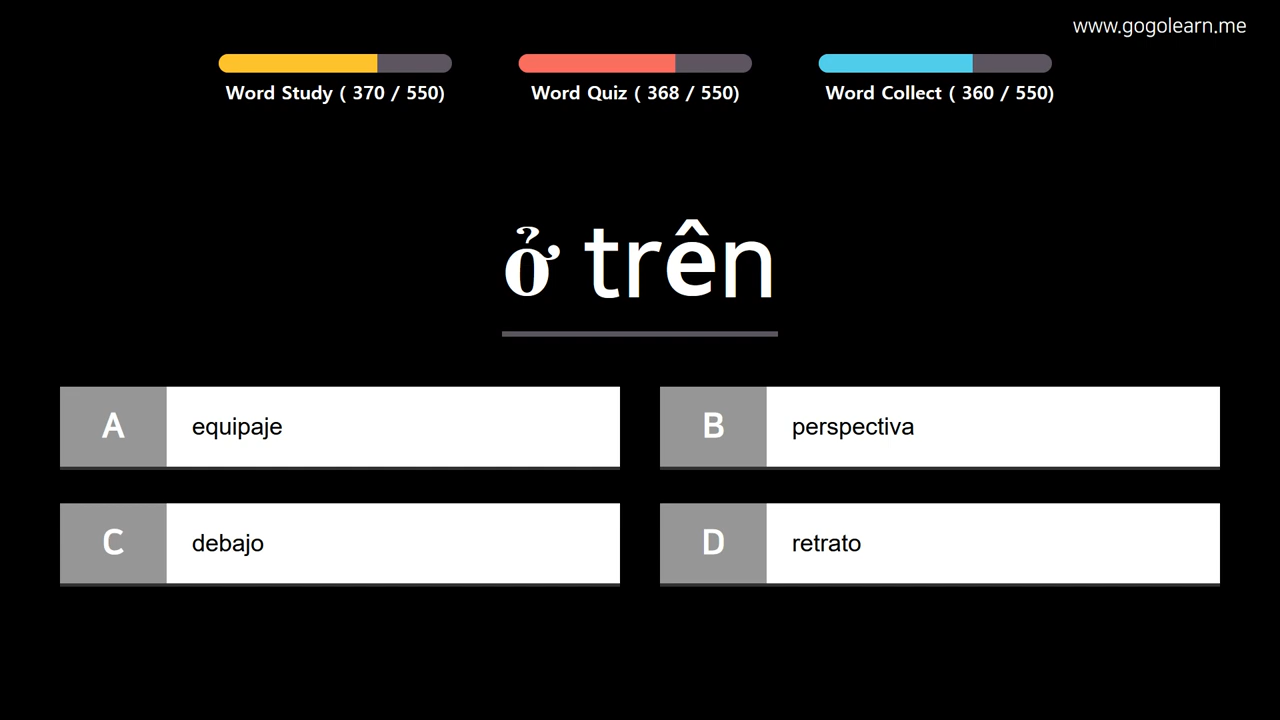 www.gogolearn.me
Word Study ( 370 / 550)
Word Quiz ( 368 / 550)
Word Collect ( 360 / 550)
ở trên
A equipaje
B perspectiva
C debajo
D retrato